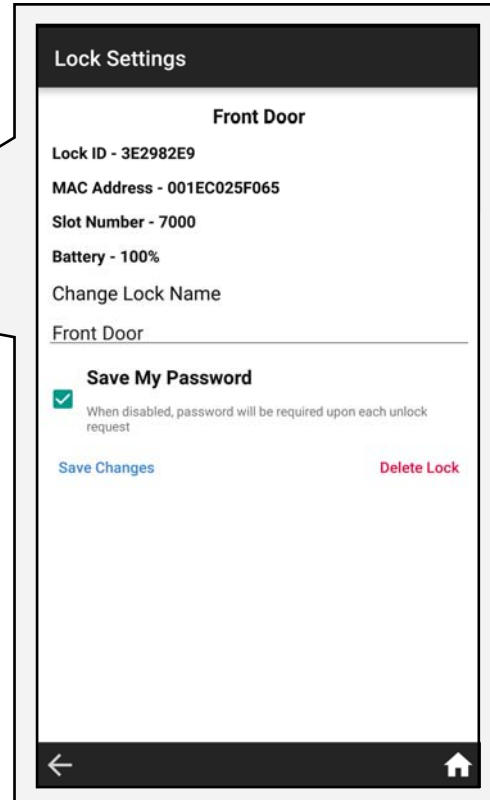 Lock Settings
Front Door
Lock ID - 3E2982E9
MAC Address - 001EC025F065
Slot Number - 7000
Battery - 100%
Change Lock Name
Front Door
Save My Password
When disabled, password will be required upon each unlock
request
Save Changes Delete Lock